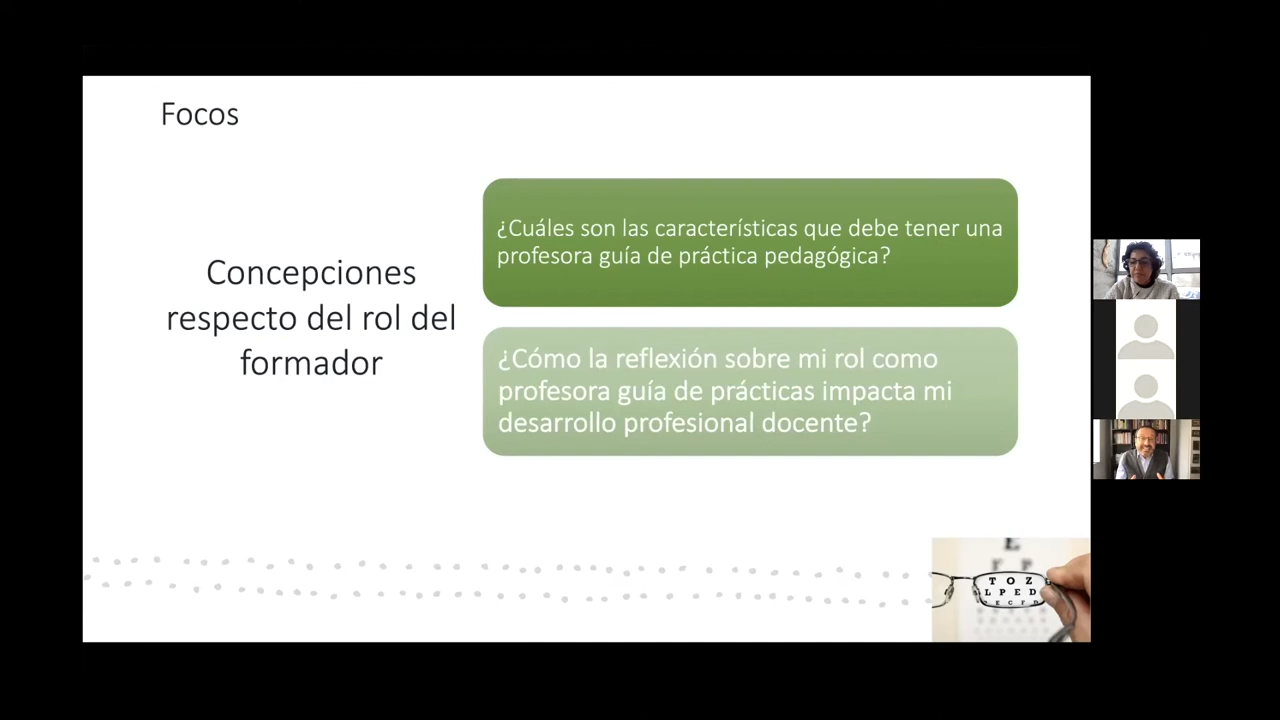 Focos
Concepciones
respecto del rol del
formador
¿Cuáles son las características que debe tener una
profesora guía de práctica pedagógica?
¿Cómo la reflexión sobre mi rol como
profesora guía de prácticas impacta mi
desarrollo profesional docente?
E
T O Z
L P E D